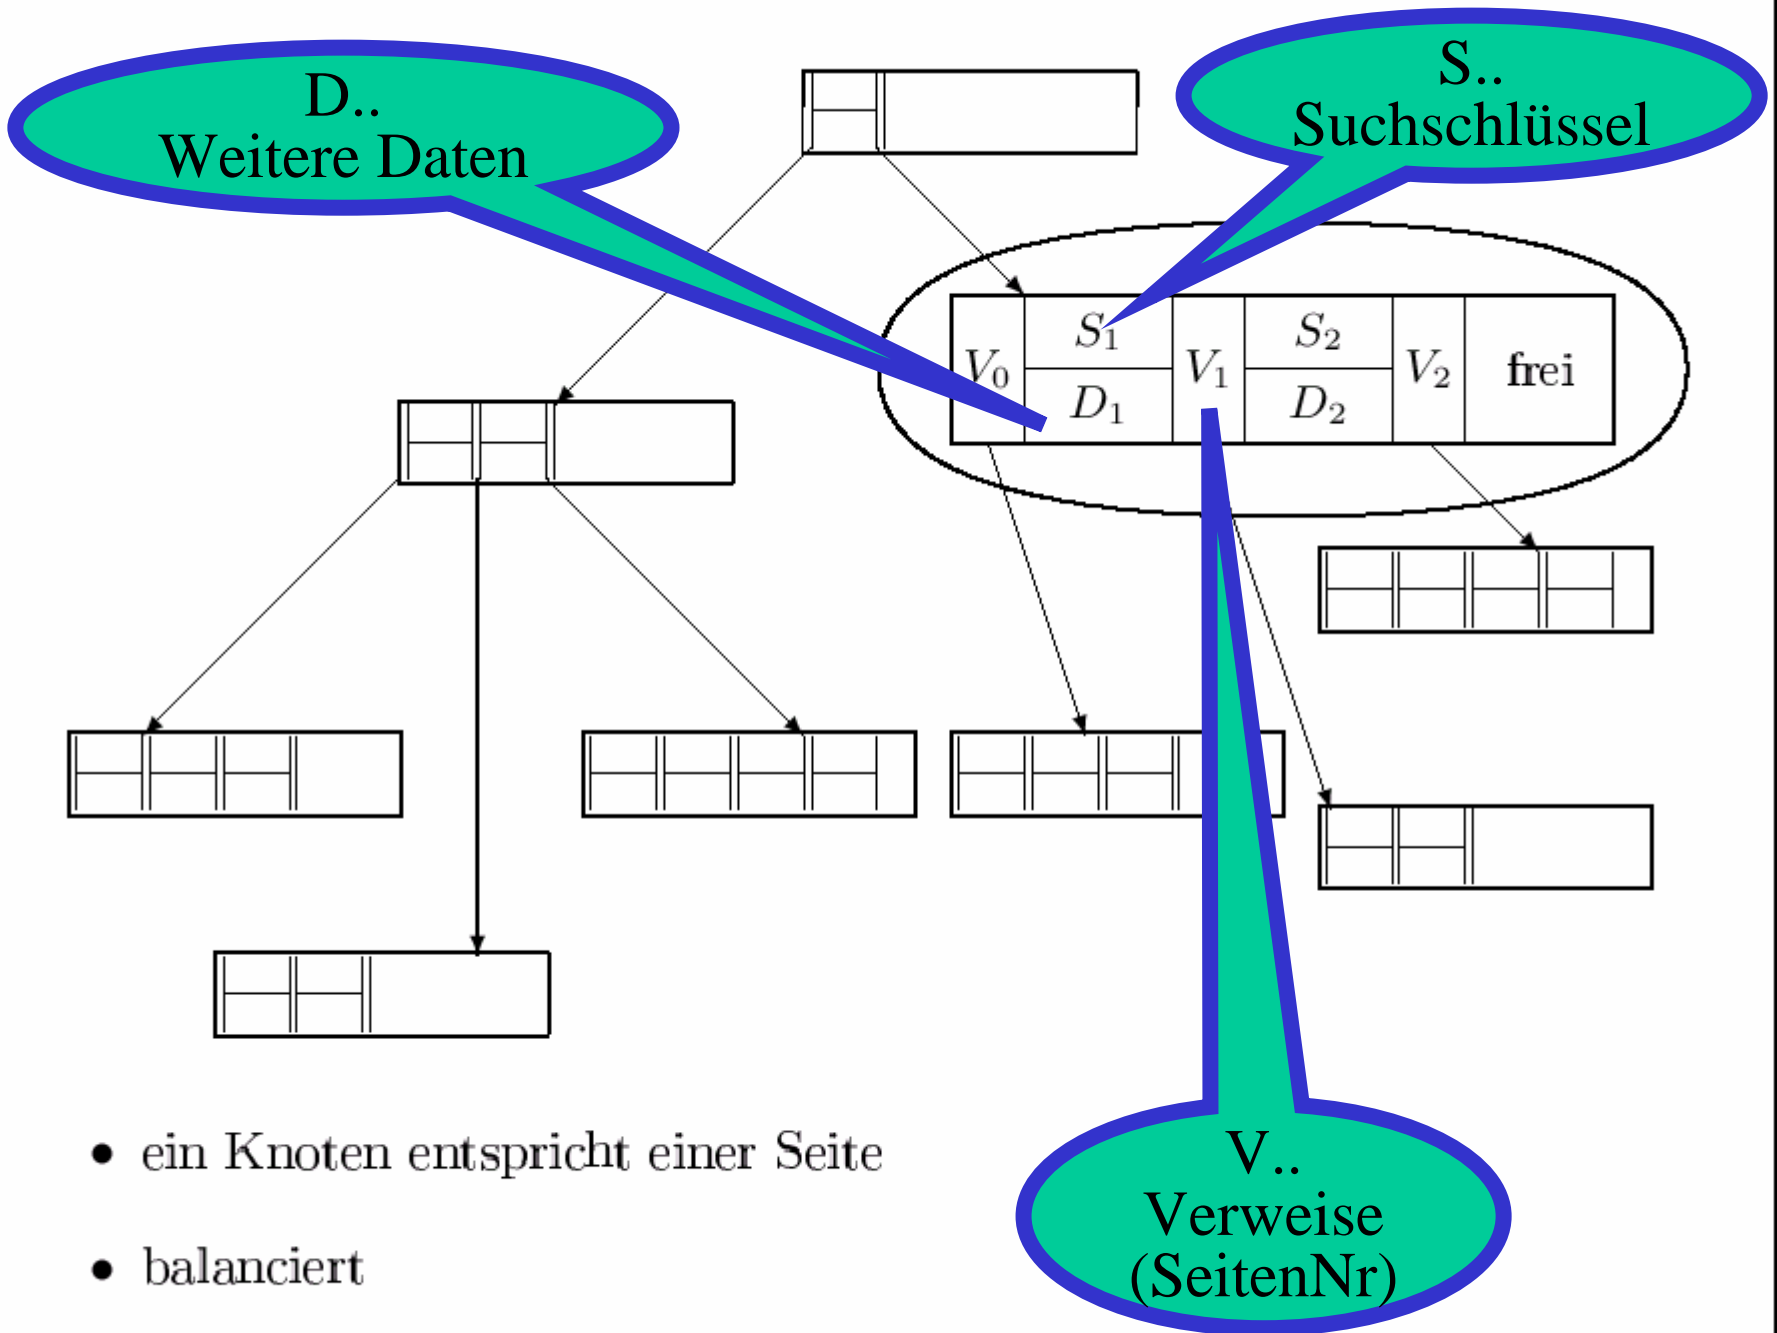 D..
Weitere Daten
S..
Suchschlüssel
V₀
S₁
D₁
V₁
S₂
D₂
V₂
frei
• ein Knoten entspricht einer Seite
• balanciert
V..
Verweise
(SeitenNr)